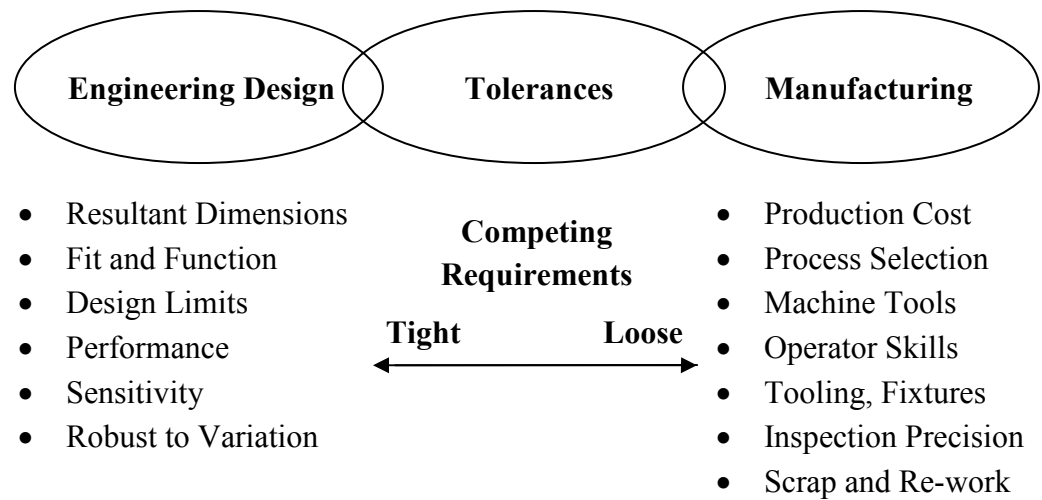 Engineering Design
Tolerances
Manufacturing
• Resultant Dimensions
• Fit and Function
• Design Limits
• Performance
• Sensitivity
• Robust to Variation
Competing
Requirements
Tight Loose
• Production Cost
• Process Selection
• Machine Tools
• Operator Skills
• Tooling, Fixtures
• Inspection Precision
• Scrap and Re-work